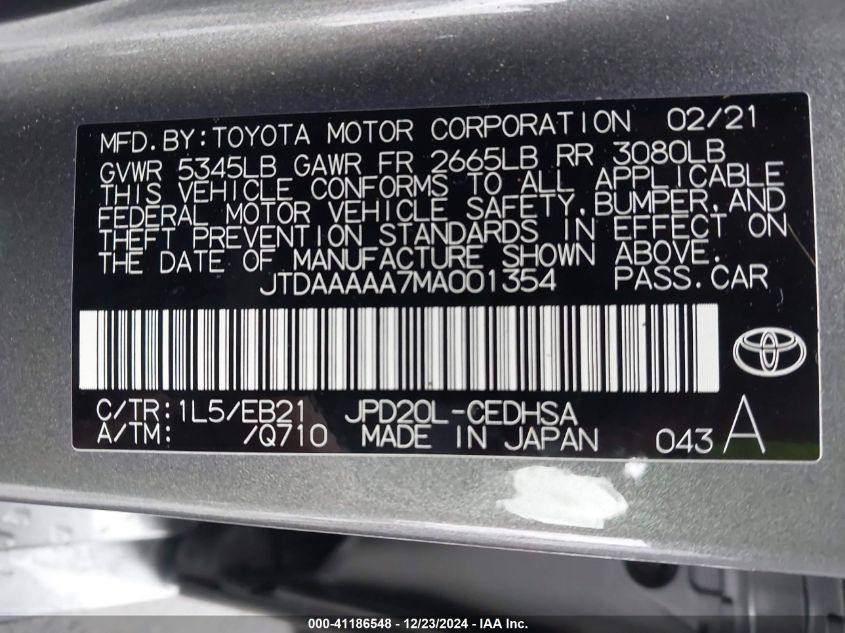 MFD.BY:TOYOTA MOTOR CORPORATION 02/21
GVWR 5345LB GAWR FR 2665LB RR 3080LB
THIS VEHICLE CONFORMS TO ALL APPLICABLE
FEDERAL MOTOR VEHICLE SAFETY,BUMPER,AND
THEFT PREVENTION STANDARDS IN EFFECT ON
THE DATE OF MANUFACTURE SHOWN ABOVE.
JTDAAAAA7MA001354 PASS.CAR
C/TR:1L5/EB21 JPD20L-CEDHSA
A/TM: /Q710 MADE IN JAPAN 043 A
000-41186548 - 12/23/2024 - IAA Inc.